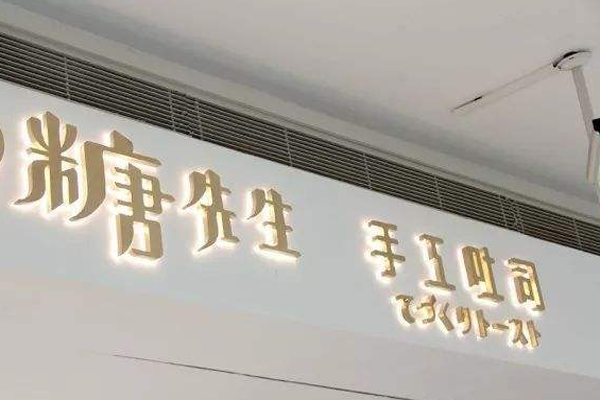 糖先生 手工吐司
てづくりトースト